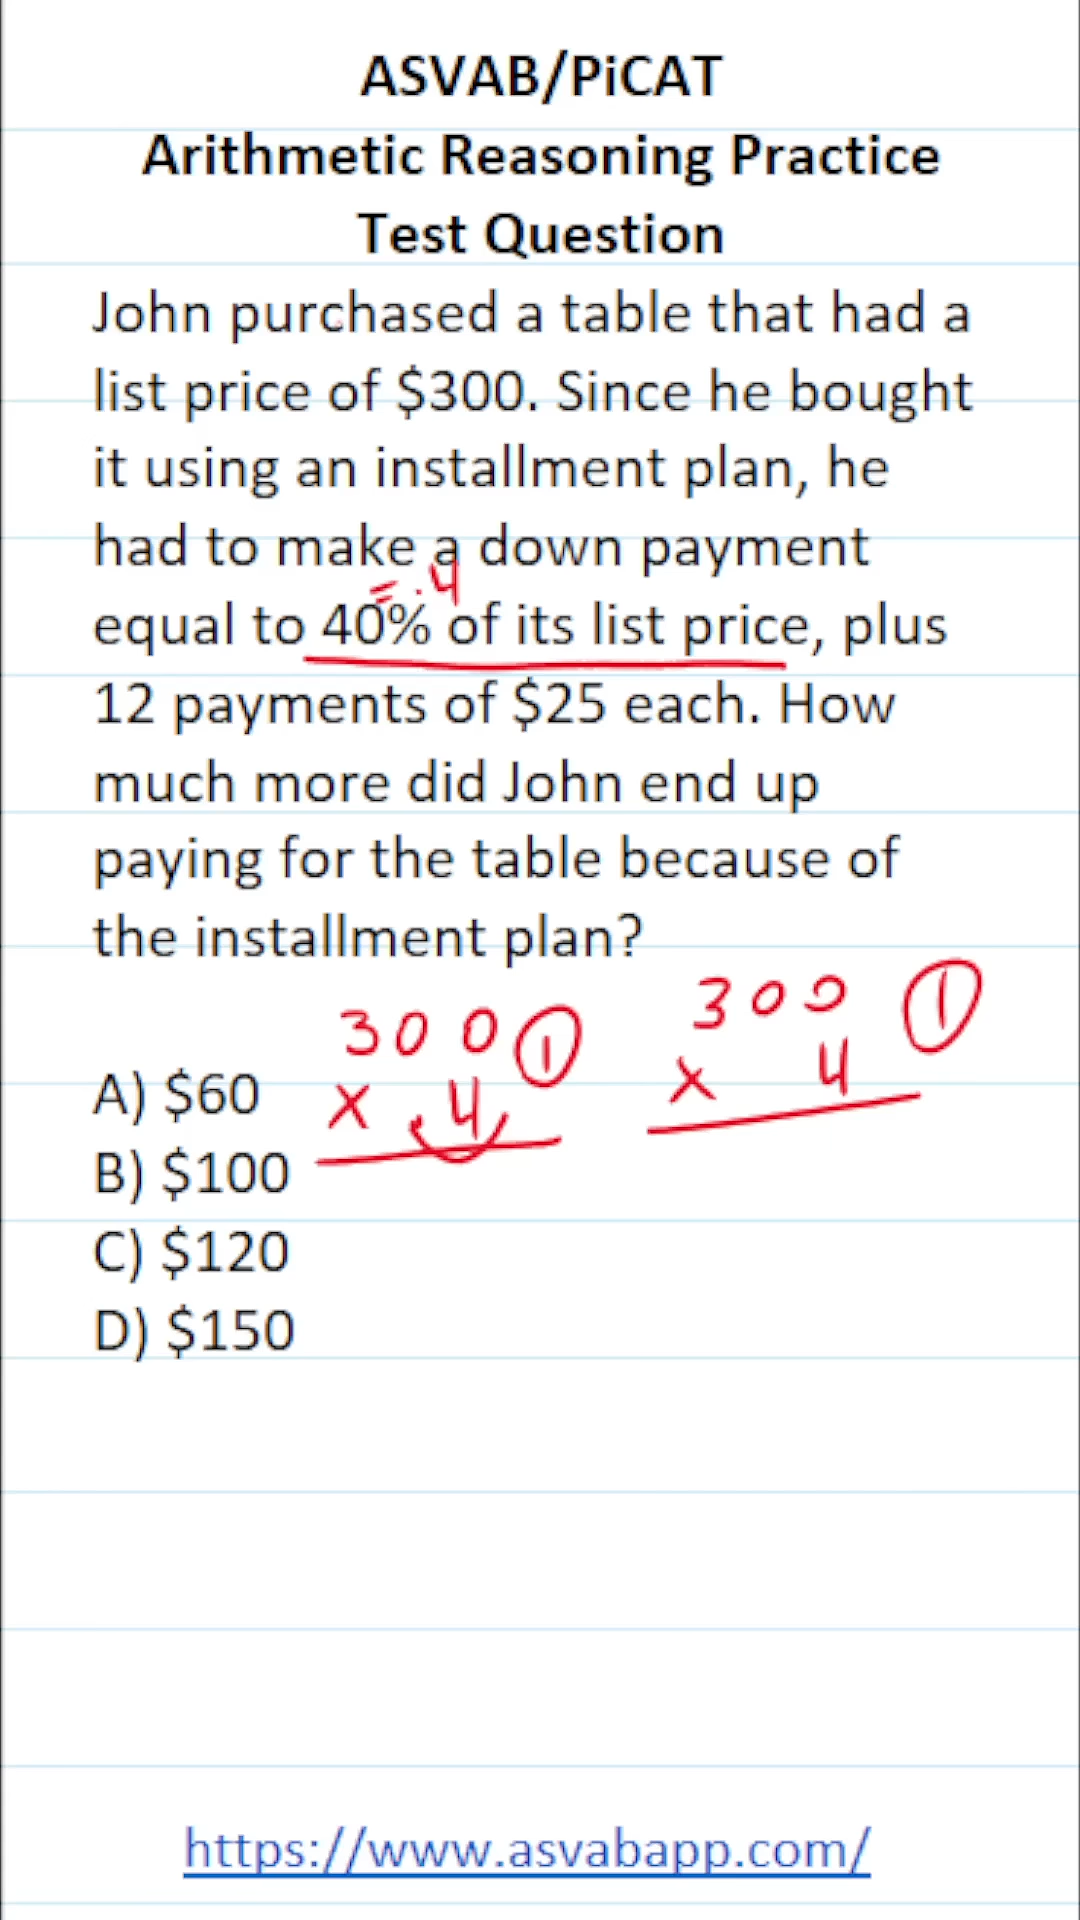 ASVAB/PiCAT
Arithmetic Reasoning Practice
Test Question
John purchased a table that had a
list price of $300. Since he bought
it using an installment plan, he
had to make a down payment
= .4
equal to 40% of its list price, plus
12 payments of $25 each. How
much more did John end up
paying for the table because of
the installment plan?
300 ①
x .4
300 ①
x 4
A) $60
B) $100
C) $120
D) $150
https://www.asvabapp.com/